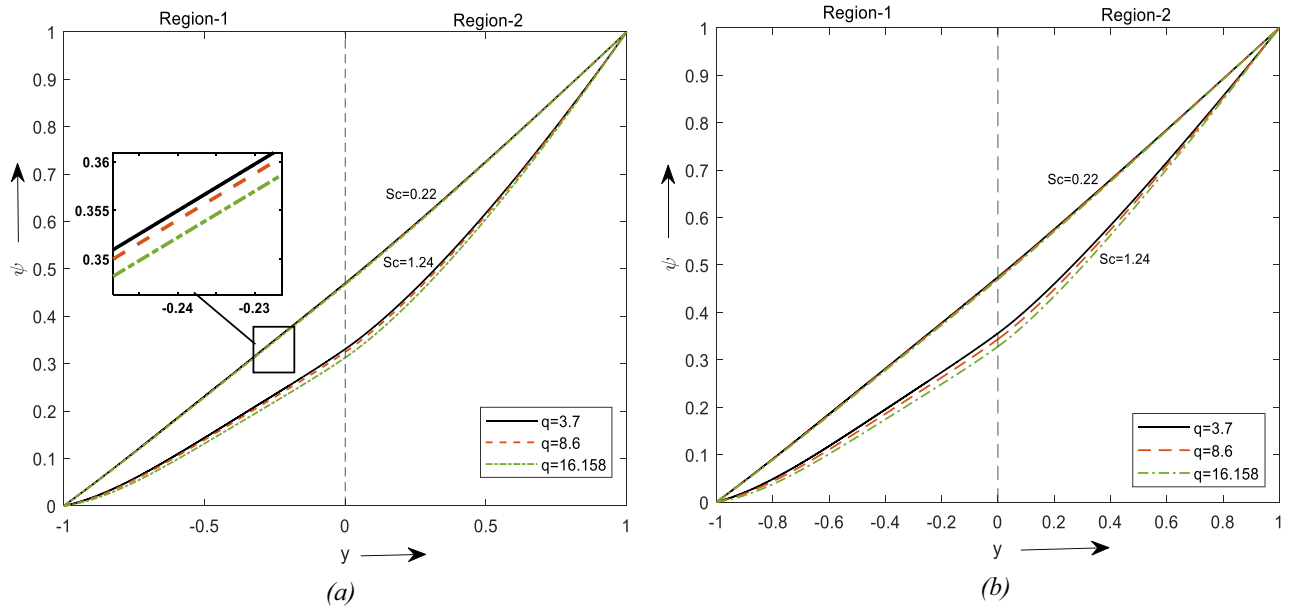 Region-1 Region-2
1
0.9
0.8
0.7
0.6
0.5
0.4
0.3
0.2
0.1
0
ψ
0.36
0.355
0.35
-0.24 -0.23
Sc=0.22
Sc=1.24
q=3.7
q=8.6
q=16.158
-1 -0.5 0 0.5 1
y
(a)
Region-1 Region-2
1
0.9
0.8
0.7
0.6
0.5
0.4
0.3
0.2
0.1
0
ψ
Sc=0.22
Sc=1.24
q=3.7
q=8.6
q=16.158
-1 -0.8 -0.6 -0.4 -0.2 0 0.2 0.4 0.6 0.8 1
y
(b)